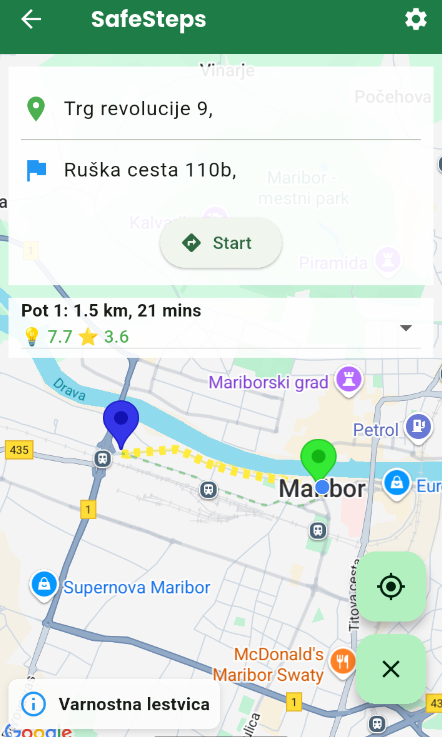 SafeSteps
Vinarje
Trg revolucije 9,
Počehova
Ruška cesta 110b,
Maribor -
mestni park
Start
Piramida
1
Pot 1: 1.5 km, 21 mins
7.7 3.6
Mariborski grad
Drava
Petrol
435
Maribor
1
Supernova Maribor
Titova cesta
McDonald's
Maribor Swaty
1
Varnostna lestvica
Google